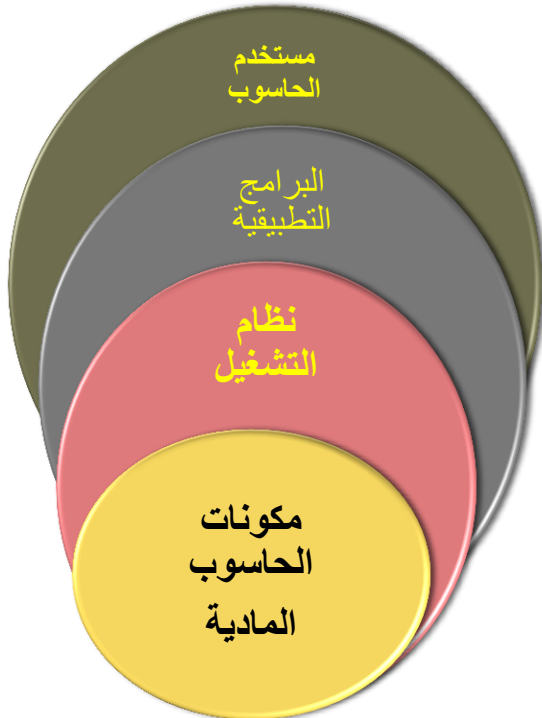 مستخدم
الحاسوب
البرامج
التطبيقية
نظام
التشغيل
مكونات
الحاسوب
المادية